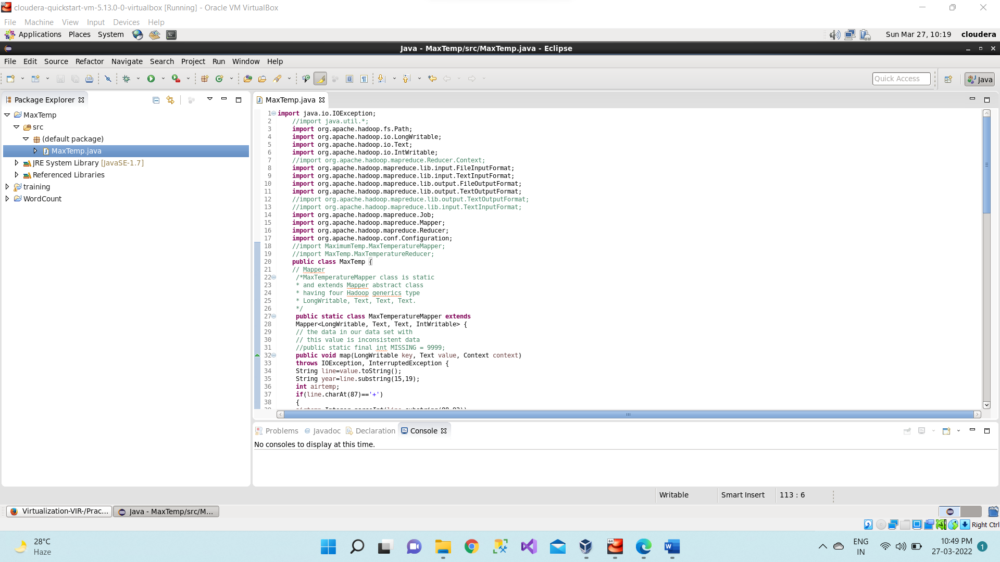 cloudera-quickstart-vm-5.13.0-0-virtualbox [Running] - Oracle VM VirtualBox
File Machine View Input Devices Help
Applications Places System
Sun Mar 27, 10:19 cloudera
Java - MaxTemp/src/MaxTemp.java - Eclipse
File Edit Source Refactor Navigate Search Project Run Window Help
Quick Access
Java
Package Explorer
MaxTemp
src
(default package)
MaxTemp.java
JRE System Library [JavaSE-1.7]
Referenced Libraries
training
WordCount
MaxTemp.java
1 import java.io.IOException;
2 //import java.util.*;
3 import org.apache.hadoop.fs.Path;
4 import org.apache.hadoop.io.LongWritable;
5 import org.apache.hadoop.io.Text;
6 import org.apache.hadoop.io.IntWritable;
7 //import org.apache.hadoop.mapreduce.Reducer.Context;
8 import org.apache.hadoop.mapreduce.lib.input.FileInputFormat;
9 import org.apache.hadoop.mapreduce.lib.input.TextInputFormat;
10 import org.apache.hadoop.mapreduce.lib.output.FileOutputFormat;
11 import org.apache.hadoop.mapreduce.lib.output.TextOutputFormat;
12 //import org.apache.hadoop.mapreduce.lib.output.TextOutputFormat;
13 //import org.apache.hadoop.mapreduce.lib.input.TextInputFormat;
14 import org.apache.hadoop.mapreduce.Job;
15 import org.apache.hadoop.mapreduce.Mapper;
16 import org.apache.hadoop.mapreduce.Reducer;
17 import org.apache.hadoop.conf.Configuration;
18 //import MaximumTemp.MaxTemperatureMapper;
19 //import MaxTemp.MaxTemperatureReducer;
20 public class MaxTemp {
21 // Mapper
22 /*MaxTemperatureMapper class is static
23 * and extends Mapper abstract class
24 * having four Hadoop generics type
25 * LongWritable, Text, Text, Text.
26 */
27 public static class MaxTemperatureMapper extends
28 Mapper<LongWritable, Text, Text, IntWritable> {
29 // the data in our data set with
30 // this value is inconsistent data
31 //public static final int MISSING = 9999;
32 public void map(LongWritable key, Text value, Context context)
33 throws IOException, InterruptedException {
34 String line=value.toString();
35 String year=line.substring(15,19);
36 int airtemp;
37 if(line.charAt(87)=='+')
38 {
Problems @ Javadoc Declaration Console
No consoles to display at this time.
Writable Smart Insert 113 : 6
Virtualization-VIR-/Prac...
Java - MaxTemp/src/M...
Right Ctrl
28°C
Haze
ENG
IN
10:49 PM
27-03-2022
1